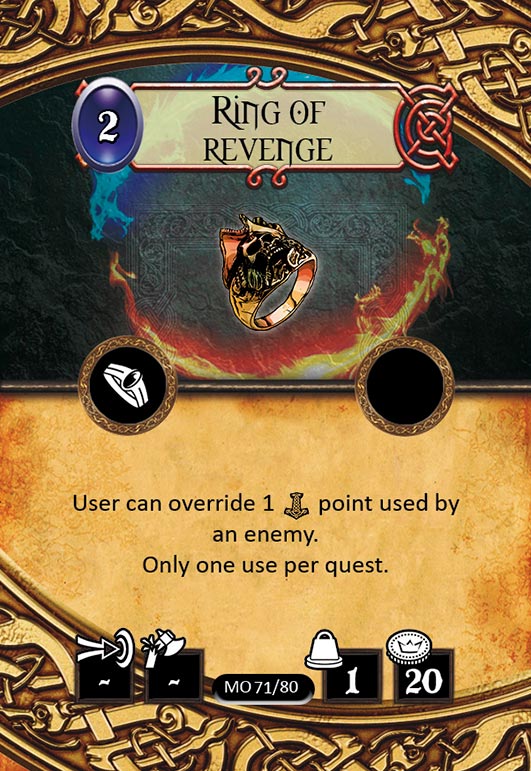 2
Ring of
Revenge
User can override 1 point used by
an enemy.
Only one use per quest.
~
~
MO 71/80
1
20